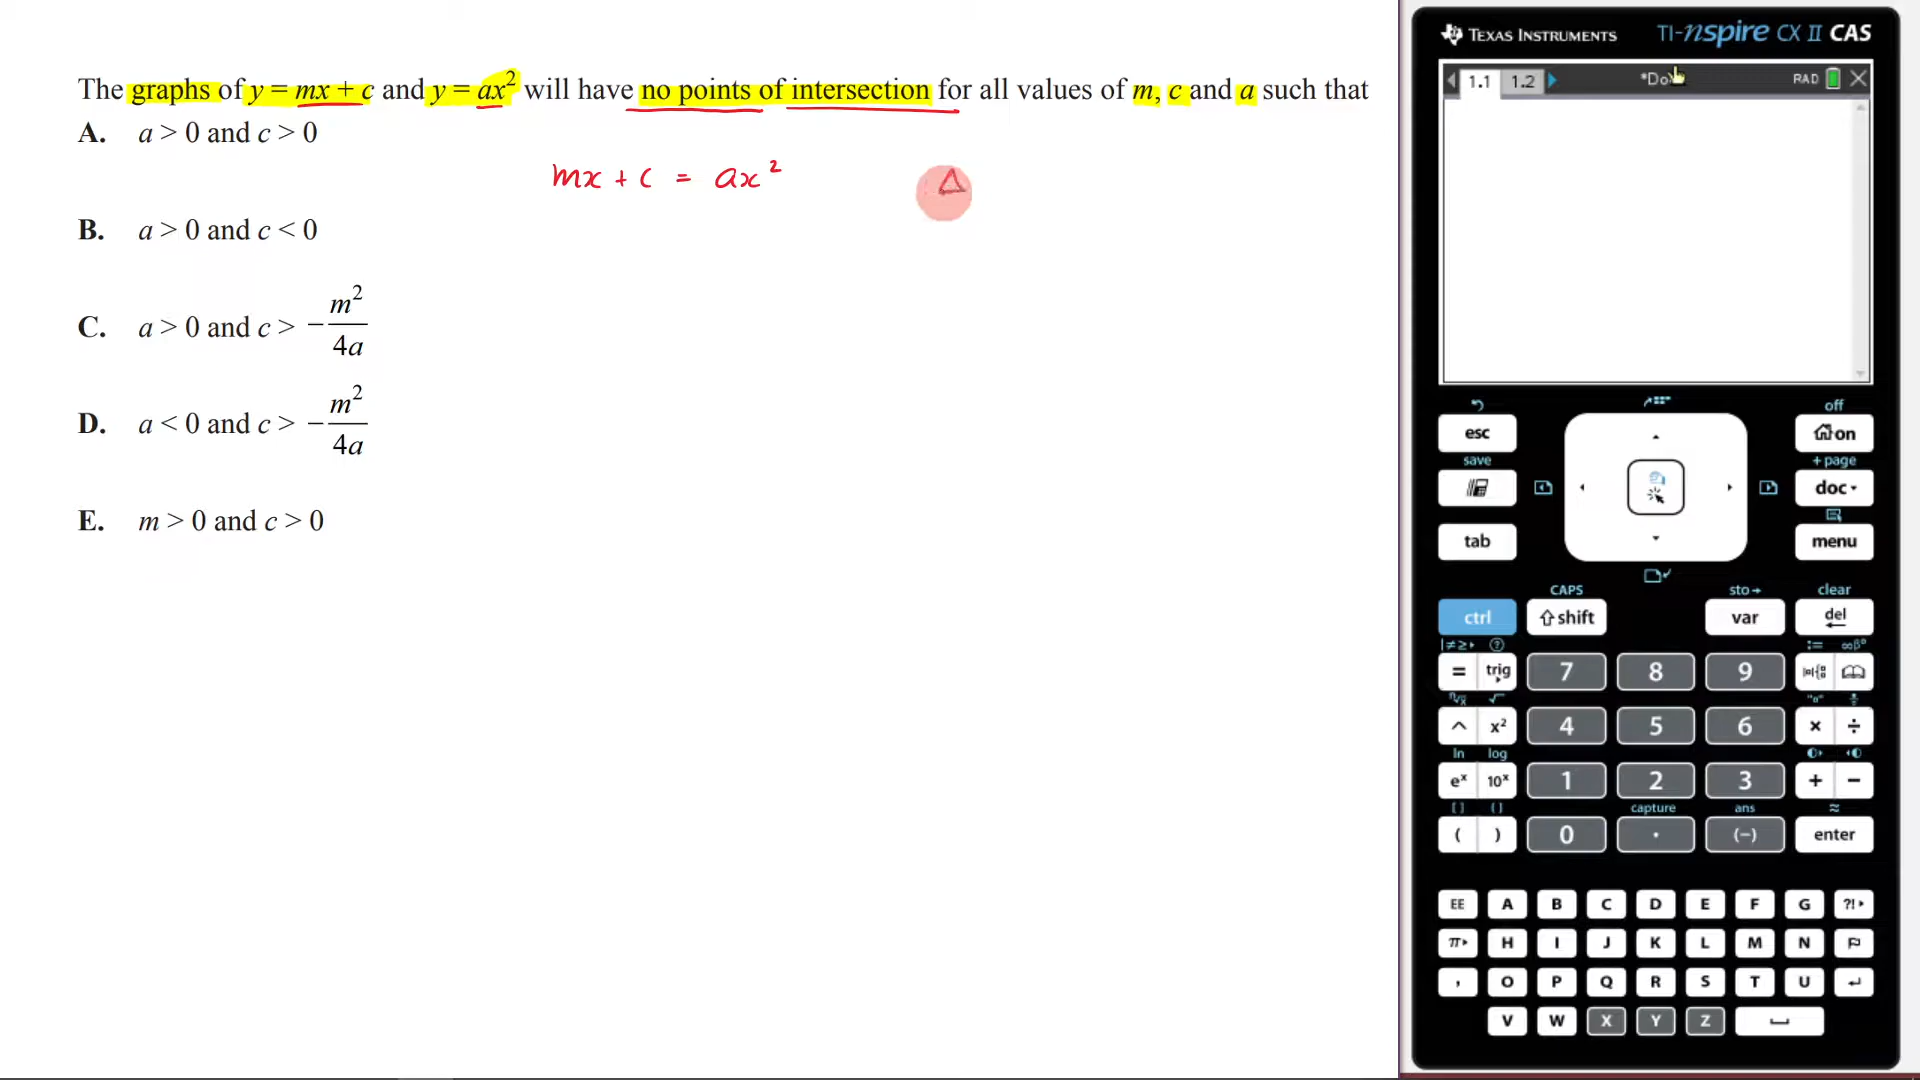 The graphs of y = mx + c and y = ax² will have no points of intersection for all values of m, c and a such that
A. a > 0 and c > 0
mx + c = ax² Δ
B. a > 0 and c < 0
C. a > 0 and c > −m²/4a
D. a < 0 and c > −m²/4a
E. m > 0 and c > 0
TEXAS INSTRUMENTS TI-nspire CX II CAS
1.1 1.2 *Do RAD
off
esc on
save + page
doc
tab menu
CAPS sto→ clear
ctrl shift var del
= trig 7 8 9
^ x² 4 5 6 × ÷
ln log
eˣ 10ˣ 1 2 3 + −
[ ] { } capture ans ≈
( ) 0 . (−) enter
EE A B C D E F G ?!
π H I J K L M N
, O P Q R S T U
V W X Y Z